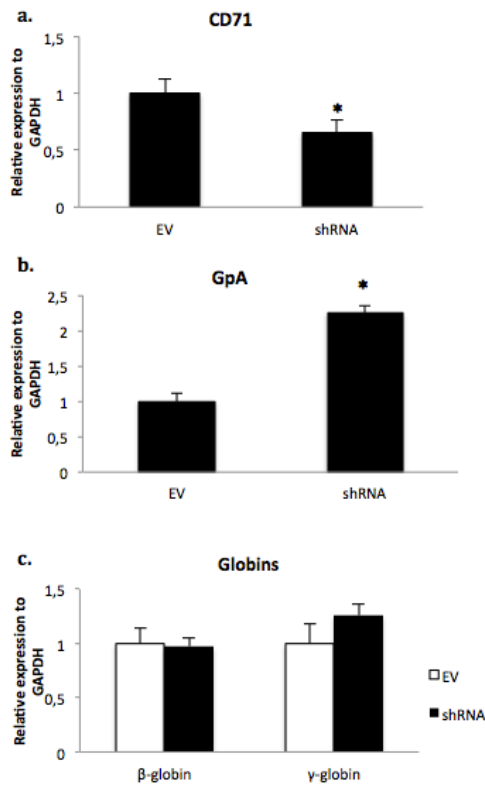 a.
CD71
Relative expression to
GAPDH
1,5
1
0,5
0
*
EV
shRNA
b.
GpA
Relative expression to
GAPDH
2,5
2
1,5
1
0,5
0
*
EV
shRNA
c.
Globins
Relative expression to
GAPDH
1,5
1
0,5
0
EV
shRNA
β-globin
γ-globin